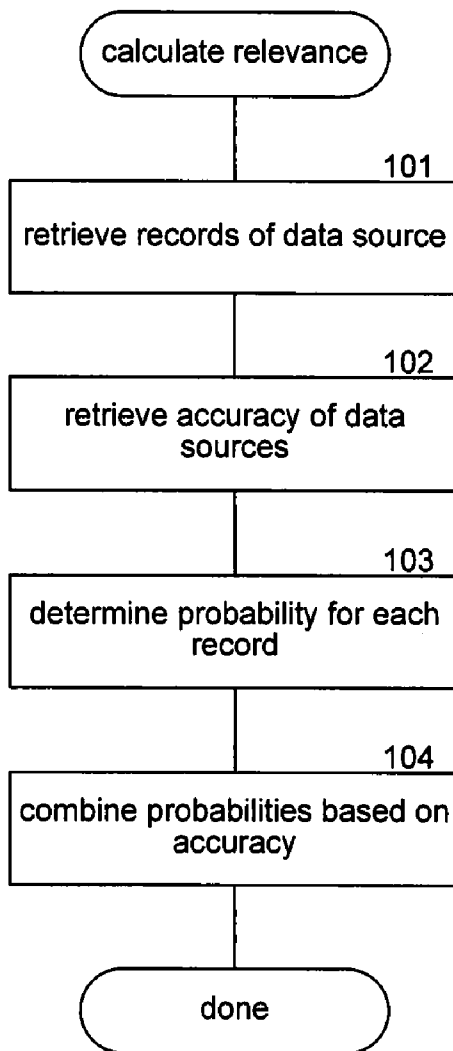 calculate relevance
101
retrieve records of data source
102
retrieve accuracy of data
sources
103
determine probability for each
record
104
combine probabilities based on
accuracy
done